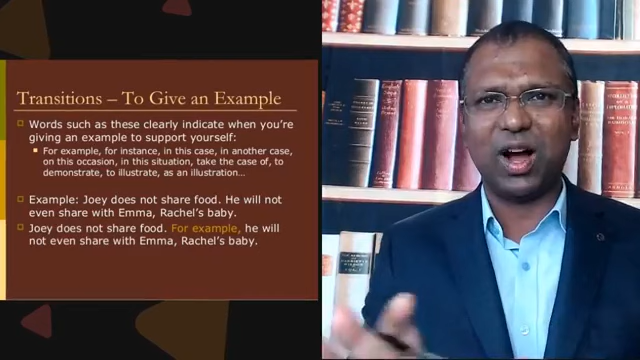 Transitions – To Give an Example
Words such as these clearly indicate when you're
giving an example to support yourself:
For example, for instance, in this case, in another case,
on this occasion, in this situation, take the case of, to
demonstrate, to illustrate, as an illustration…
Example: Joey does not share food. He will not
even share with Emma, Rachel's baby.
Joey does not share food. For example, he will
not even share with Emma, Rachel's baby.